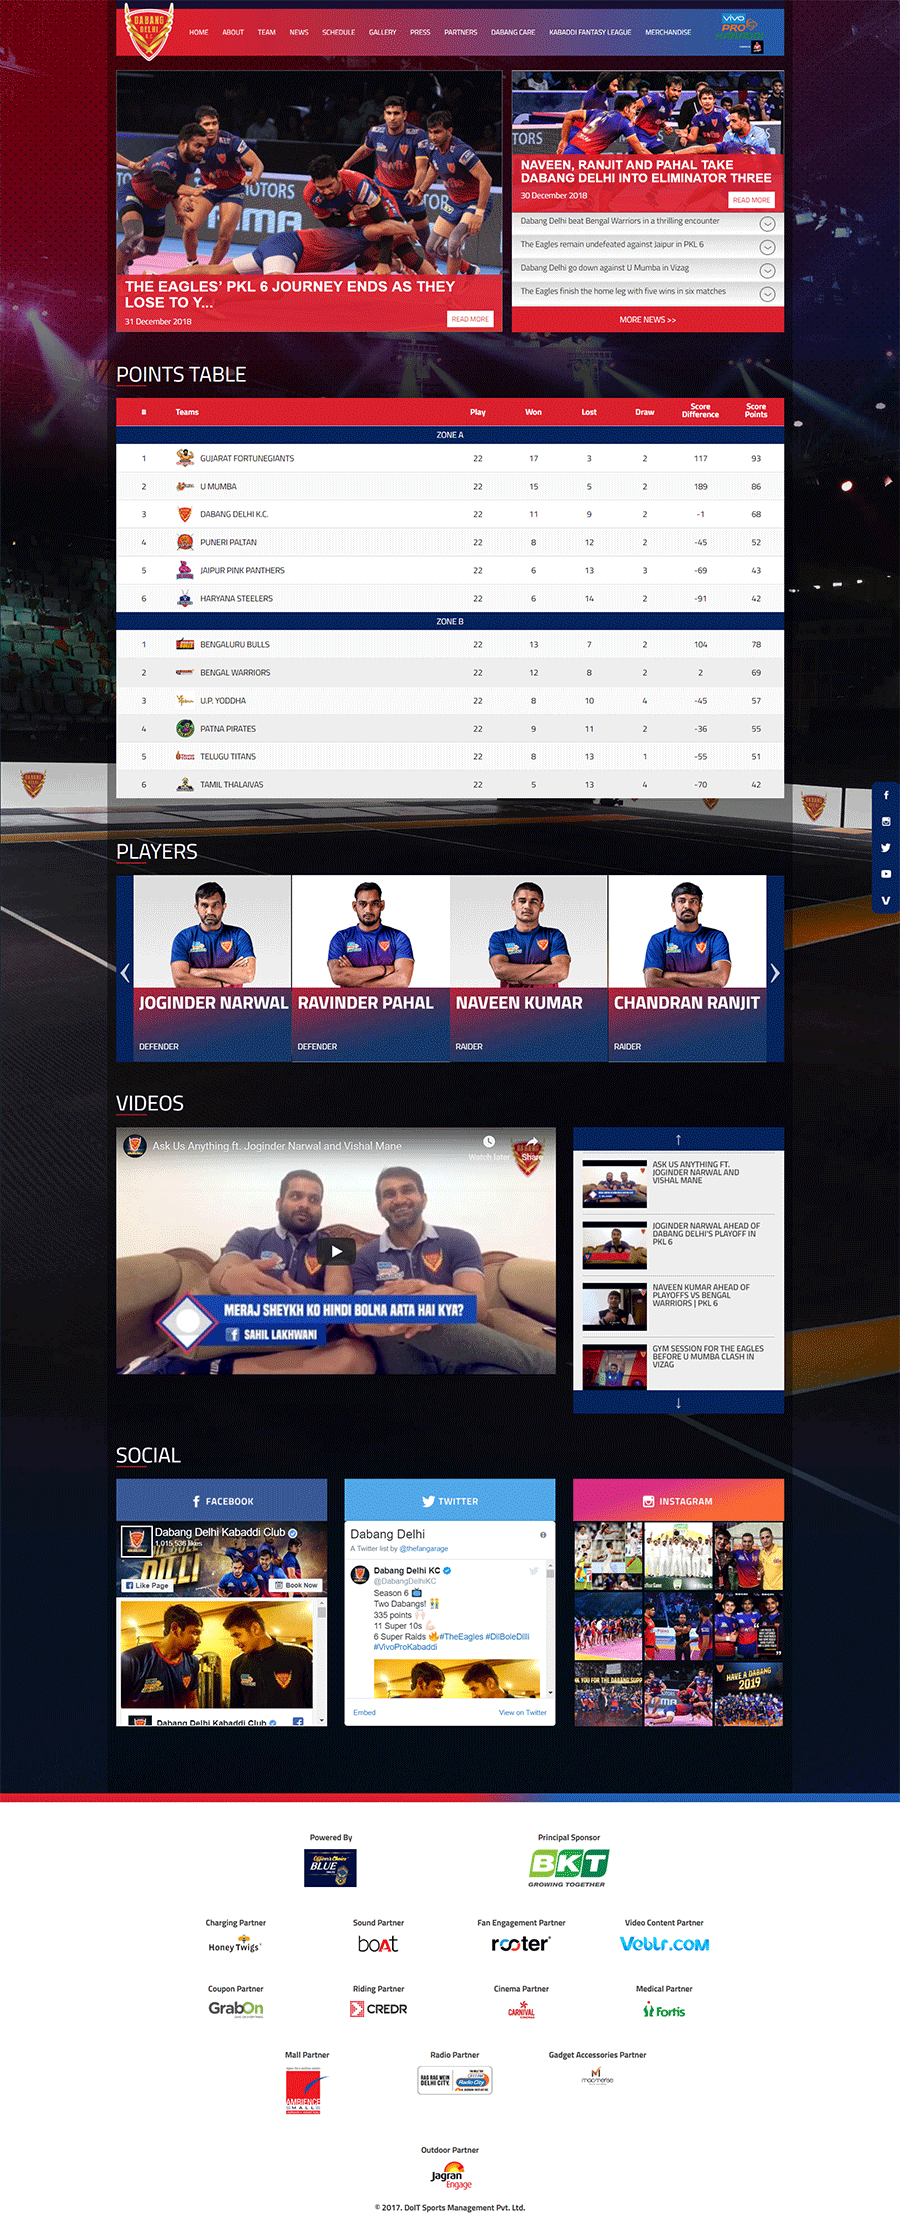 DABANG
DELHI
K.C.
HOME ABOUT TEAM NEWS SCHEDULE GALLERY PRESS PARTNERS DABANG CARE KABADDI FANTASY LEAGUE MERCHANDISE
vivo
PRO
THE EAGLES’ PKL 6 JOURNEY ENDS AS THEY
LOSE TO Y...
31 December 2018
READ MORE
NAVEEN, RANJIT AND PAHAL TAKE
DABANG DELHI INTO ELIMINATOR THREE
30 December 2018
READ MORE
Dabang Delhi beat Bengal Warriors in a thrilling encounter
The Eagles remain undefeated against Jaipur in PKL 6
Dabang Delhi go down against U Mumba in Vizag
The Eagles finish the home leg with five wins in six matches
MORE NEWS >>
POINTS TABLE
# Teams Play Won Lost Draw Score Difference Score Points
ZONE A
1 GUJARAT FORTUNEGIANTS 22 17 3 2 117 93
2 U MUMBA 22 15 5 2 189 86
3 DABANG DELHI K.C. 22 11 9 2 -1 68
4 PUNERI PALTAN 22 8 12 2 -45 52
5 JAIPUR PINK PANTHERS 22 6 13 3 -69 43
6 HARYANA STEELERS 22 6 14 2 -91 42
ZONE B
1 BENGALURU BULLS 22 13 7 2 104 78
2 BENGAL WARRIORS 22 12 8 2 2 69
3 U.P. YODDHA 22 8 10 4 -45 57
4 PATNA PIRATES 22 9 11 2 -36 55
5 TELUGU TITANS 22 8 13 1 -55 51
6 TAMIL THALAIVAS 22 5 13 4 -70 42
PLAYERS
JOGINDER NARWAL
DEFENDER
RAVINDER PAHAL
DEFENDER
NAVEEN KUMAR
RAIDER
CHANDRAN RANJIT
RAIDER
VIDEOS
Ask Us Anything ft. Joginder Narwal and Vishal Mane
Watch later
Share
MERAJ SHEYKH KO HINDI BOLNA AATA HAI KYA?
SAHIL LAKHWANI
ASK US ANYTHING FT.
JOGINDER NARWAL AND
VISHAL MANE
JOGINDER NARWAL AHEAD OF
DABANG DELHI'S PLAYOFF IN
PKL 6
NAVEEN KUMAR AHEAD OF
PLAYOFFS VS BENGAL
WARRIORS | PKL 6
GYM SESSION FOR THE EAGLES
BEFORE U MUMBA CLASH IN
VIZAG
SOCIAL
FACEBOOK
Dabang Delhi Kabaddi Club
1,015,536 likes
DILLI
Like Page
Book Now
Dabang Delhi Kabaddi Club
TWITTER
Dabang Delhi
A Twitter list by @thefangarage
Dabang Delhi KC
@DabangDelhiKC
Season 6 📺
Two Dabangs! 👬
335 points 🙌🏻
11 Super 10s 💪🏻
6 Super Raids 🔥#TheEagles #DilBoleDilli
#VivoProKabaddi
Embed
View on Twitter
INSTAGRAM
HAVE A DABANG
2019
Powered By
Officer's Choice
BLUE
Principal Sponsor
BKT
GROWING TOGETHER
Charging Partner
Honey Twigs
Sound Partner
boAt
Fan Engagement Partner
rooter
Video Content Partner
Veblr.COM
Coupon Partner
GrabOn
Riding Partner
CREDR
Cinema Partner
CARNIVAL
CINEMAS
Medical Partner
Fortis
Mall Partner
AMBIENCE
MALL
Radio Partner
RAG RAG MEIN
DELHI CITY.
Radio City
Gadget Accessories Partner
macmerise
Outdoor Partner
Jagran
Engage
© 2017. DoIT Sports Management Pvt. Ltd.